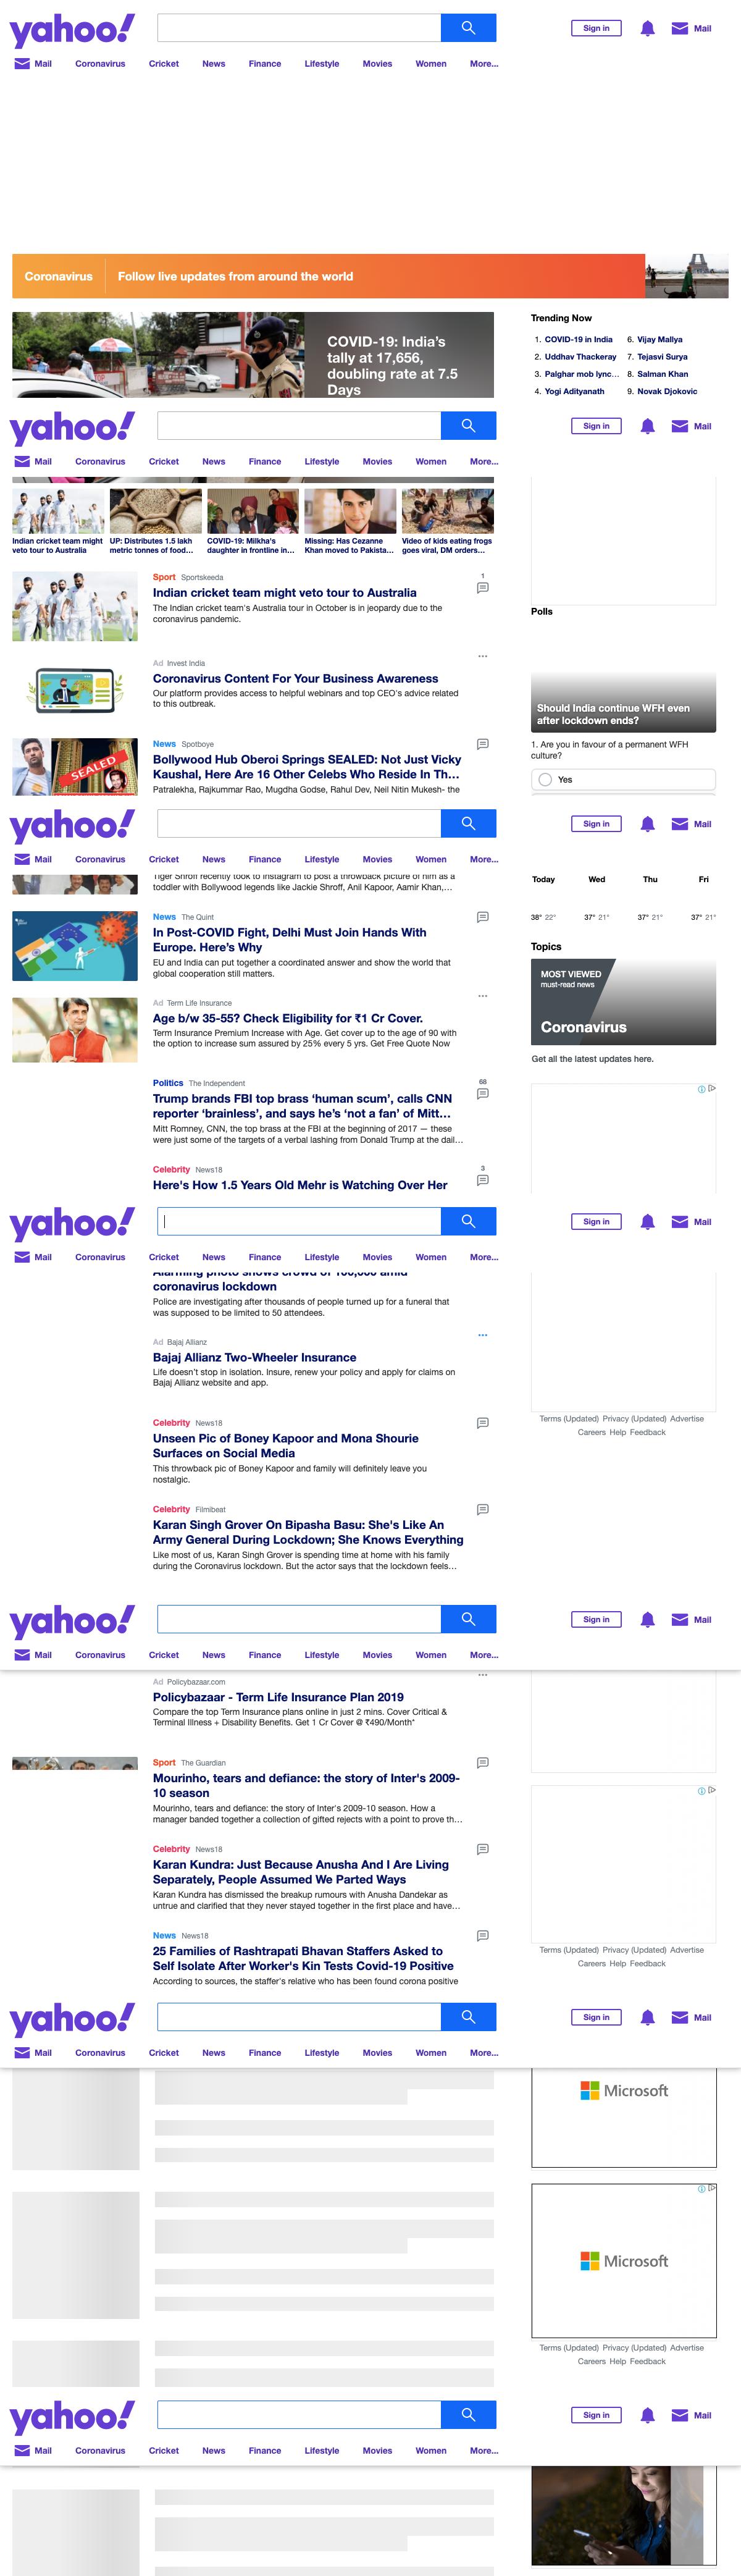 yahoo!
Sign in
Mail
Mail Coronavirus Cricket News Finance Lifestyle Movies Women More...
Coronavirus Follow live updates from around the world
COVID-19: India's
tally at 17,656,
doubling rate at 7.5
Days
Trending Now
1. COVID-19 in India 6. Vijay Mallya
2. Uddhav Thackeray 7. Tejasvi Surya
3. Palghar mob lync... 8. Salman Khan
4. Yogi Adityanath 9. Novak Djokovic
yahoo!
Sign in
Mail
Mail Coronavirus Cricket News Finance Lifestyle Movies Women More...
Indian cricket team might
veto tour to Australia
UP: Distributes 1.5 lakh
metric tonnes of food...
COVID-19: Milkha's
daughter in frontline in...
Missing: Has Cezanne
Khan moved to Pakista...
Video of kids eating frogs
goes viral, DM orders...
Sport Sportskeeda
1
Indian cricket team might veto tour to Australia
The Indian cricket team's Australia tour in October is in jeopardy due to the
coronavirus pandemic.
Ad Invest India
Coronavirus Content For Your Business Awareness
Our platform provides access to helpful webinars and top CEO's advice related
to this outbreak.
SEALED
News Spotboye
Bollywood Hub Oberoi Springs SEALED: Not Just Vicky
Kaushal, Here Are 16 Other Celebs Who Reside In Th...
Patralekha, Rajkummar Rao, Mugdha Godse, Rahul Dev, Neil Nitin Mukesh- the
Polls
Should India continue WFH even
after lockdown ends?
1. Are you in favour of a permanent WFH
culture?
Yes
yahoo!
Sign in
Mail
Mail Coronavirus Cricket News Finance Lifestyle Movies Women More...
Tiger Shroff recently took to Instagram to post a throwback picture of him as a
toddler with Bollywood legends like Jackie Shroff, Anil Kapoor, Aamir Khan,...
News The Quint
In Post-COVID Fight, Delhi Must Join Hands With
Europe. Here's Why
EU and India can put together a coordinated answer and show the world that
global cooperation still matters.
Ad Term Life Insurance
Age b/w 35-55? Check Eligibility for ₹1 Cr Cover.
Term Insurance Premium Increase with Age. Get cover up to the age of 90 with
the option to increase sum assured by 25% every 5 yrs. Get Free Quote Now
Politics The Independent
68
Trump brands FBI top brass ‘human scum’, calls CNN
reporter ‘brainless’, and says he’s ‘not a fan’ of Mitt...
Mitt Romney, CNN, the top brass at the FBI at the beginning of 2017 — these
were just some of the targets of a verbal lashing from Donald Trump at the dail...
Celebrity News18
3
Here's How 1.5 Years Old Mehr is Watching Over Her
Today Wed Thu Fri
38° 22° 37° 21° 37° 21° 37° 21°
Topics
MOST VIEWED
must-read news
Coronavirus
Get all the latest updates here.
yahoo!
Sign in
Mail
Mail Coronavirus Cricket News Finance Lifestyle Movies Women More...
Alarming photo shows crowd of 100,000 amid
coronavirus lockdown
Police are investigating after thousands of people turned up for a funeral that
was supposed to be limited to 50 attendees.
Ad Bajaj Allianz
Bajaj Allianz Two-Wheeler Insurance
Life doesn't stop in isolation. Insure, renew your policy and apply for claims on
Bajaj Allianz website and app.
Celebrity News18
Unseen Pic of Boney Kapoor and Mona Shourie
Surfaces on Social Media
This throwback pic of Boney Kapoor and family will definitely leave you
nostalgic.
Celebrity Filmibeat
Karan Singh Grover On Bipasha Basu: She's Like An
Army General During Lockdown; She Knows Everything
Like most of us, Karan Singh Grover is spending time at home with his family
during the Coronavirus lockdown. But the actor says that the lockdown feels...
Terms (Updated) Privacy (Updated) Advertise
Careers Help Feedback
yahoo!
Sign in
Mail
Mail Coronavirus Cricket News Finance Lifestyle Movies Women More...
Ad Policybazaar.com
Policybazaar - Term Life Insurance Plan 2019
Compare the top Term Insurance plans online in just 2 mins. Cover Critical &
Terminal Illness + Disability Benefits. Get 1 Cr Cover @ ₹490/Month*
Sport The Guardian
Mourinho, tears and defiance: the story of Inter's 2009-
10 season
Mourinho, tears and defiance: the story of Inter's 2009-10 season. How a
manager banded together a collection of gifted rejects with a point to prove th...
Celebrity News18
Karan Kundra: Just Because Anusha And I Are Living
Separately, People Assumed We Parted Ways
Karan Kundra has dismissed the breakup rumours with Anusha Dandekar as
untrue and clarified that they never stayed together in the first place and have...
News News18
25 Families of Rashtrapati Bhavan Staffers Asked to
Self Isolate After Worker's Kin Tests Covid-19 Positive
According to sources, the staffer's relative who has been found corona positive
Terms (Updated) Privacy (Updated) Advertise
Careers Help Feedback
yahoo!
Sign in
Mail
Mail Coronavirus Cricket News Finance Lifestyle Movies Women More...
Microsoft
Microsoft
Terms (Updated) Privacy (Updated) Advertise
Careers Help Feedback
yahoo!
Sign in
Mail
Mail Coronavirus Cricket News Finance Lifestyle Movies Women More...